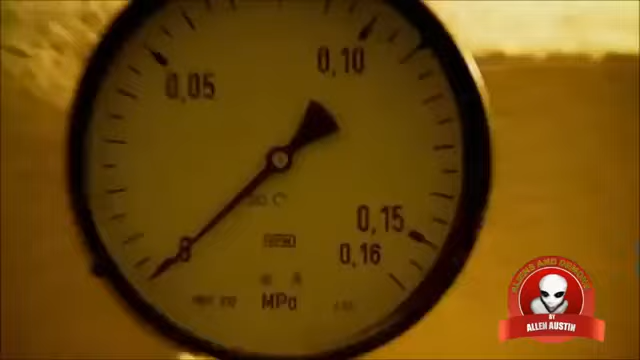 0,05
0,10
0
0,15
0,16
MPa
ALIENS AND DEMONS
BY
ALLEN AUSTIN